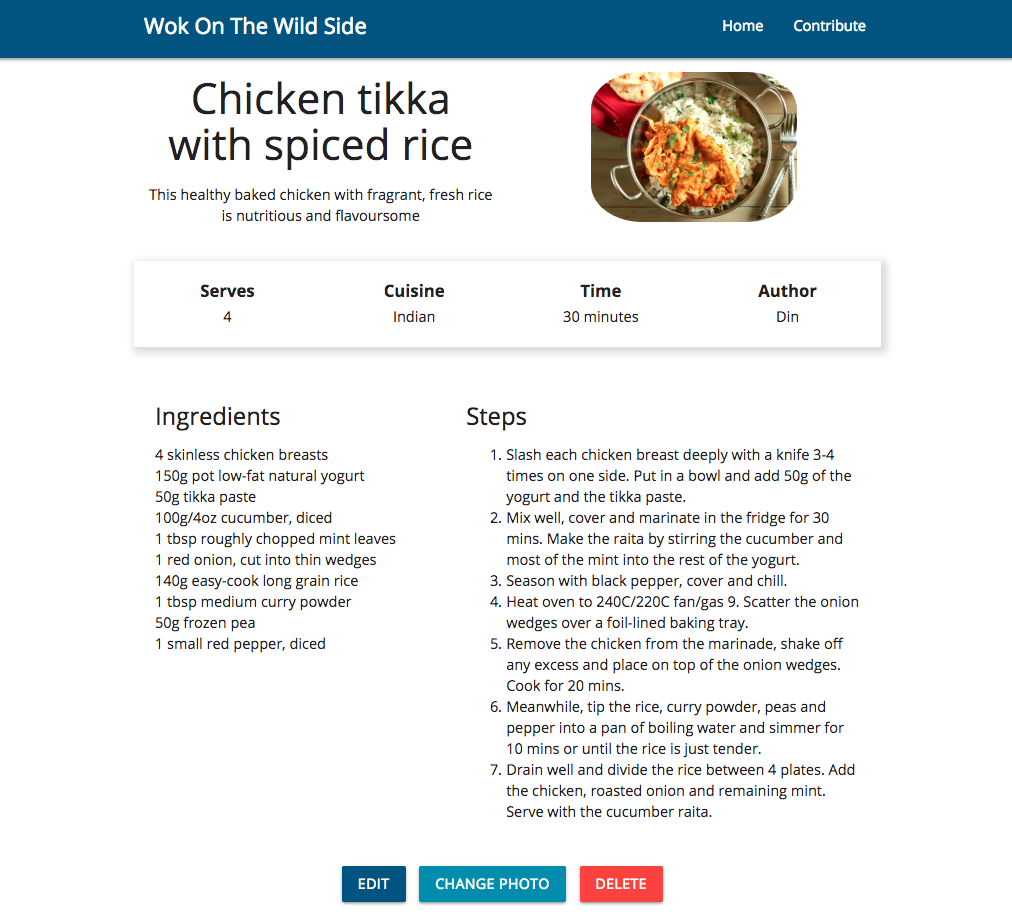 Wok On The Wild Side
Home
Contribute
Chicken tikka
with spiced rice
This healthy baked chicken with fragrant, fresh rice
is nutritious and flavoursome
Serves
4
Cuisine
Indian
Time
30 minutes
Author
Din
Ingredients
4 skinless chicken breasts
150g pot low-fat natural yogurt
50g tikka paste
100g/4oz cucumber, diced
1 tbsp roughly chopped mint leaves
1 red onion, cut into thin wedges
140g easy-cook long grain rice
1 tbsp medium curry powder
50g frozen pea
1 small red pepper, diced
Steps
1. Slash each chicken breast deeply with a knife 3-4
times on one side. Put in a bowl and add 50g of the
yogurt and the tikka paste.
2. Mix well, cover and marinate in the fridge for 30
mins. Make the raita by stirring the cucumber and
most of the mint into the rest of the yogurt.
3. Season with black pepper, cover and chill.
4. Heat oven to 240C/220C fan/gas 9. Scatter the onion
wedges over a foil-lined baking tray.
5. Remove the chicken from the marinade, shake off
any excess and place on top of the onion wedges.
Cook for 20 mins.
6. Meanwhile, tip the rice, curry powder, peas and
pepper into a pan of boiling water and simmer for
10 mins or until the rice is just tender.
7. Drain well and divide the rice between 4 plates. Add
the chicken, roasted onion and remaining mint.
Serve with the cucumber raita.
EDIT
CHANGE PHOTO
DELETE